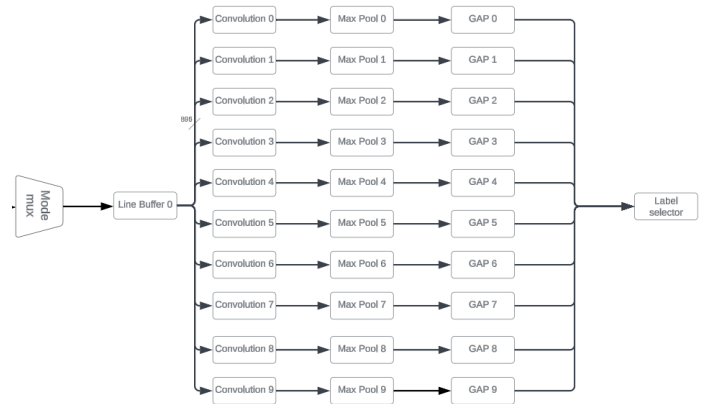 Convolution 0 Max Pool 0 GAP 0
Convolution 1 Max Pool 1 GAP 1
Convolution 2 Max Pool 2 GAP 2
Convolution 3 Max Pool 3 GAP 3
Mode
mux
Line Buffer 0
Convolution 4 Max Pool 4 GAP 4
Convolution 5 Max Pool 5 GAP 5
Convolution 6 Max Pool 6 GAP 6
Convolution 7 Max Pool 7 GAP 7
Convolution 8 Max Pool 8 GAP 8
Convolution 9 Max Pool 9 GAP 9
Label
selector